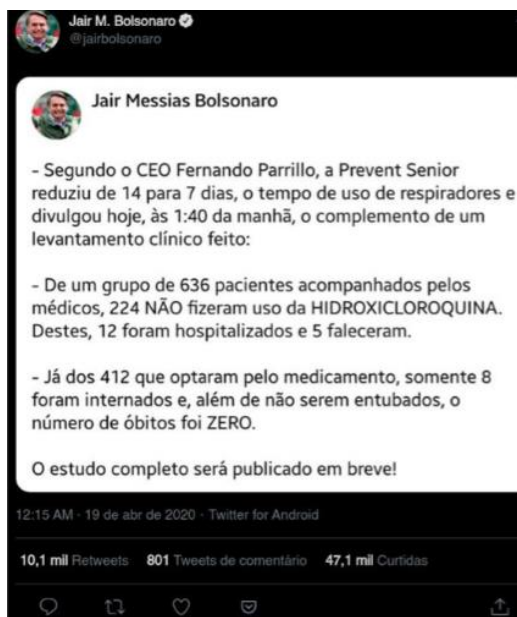 Jair M. Bolsonaro
@jairbolsonaro
Jair Messias Bolsonaro
- Segundo o CEO Fernando Parrillo, a Prevent Senior
reduziu de 14 para 7 dias, o tempo de uso de respiradores e
divulgou hoje, às 1:40 da manhã, o complemento de um
levantamento clínico feito:
- De um grupo de 636 pacientes acompanhados pelos
médicos, 224 NÃO fizeram uso da HIDROXICLOROQUINA.
Destes, 12 foram hospitalizados e 5 faleceram.
- Já dos 412 que optaram pelo medicamento, somente 8
foram internados e, além de não serem entubados, o
número de óbitos foi ZERO.
O estudo completo será publicado em breve!
12:15 AM · 19 de abr de 2020 · Twitter for Android
10,1 mil Retweets 801 Tweets de comentário 47,1 mil Curtidas